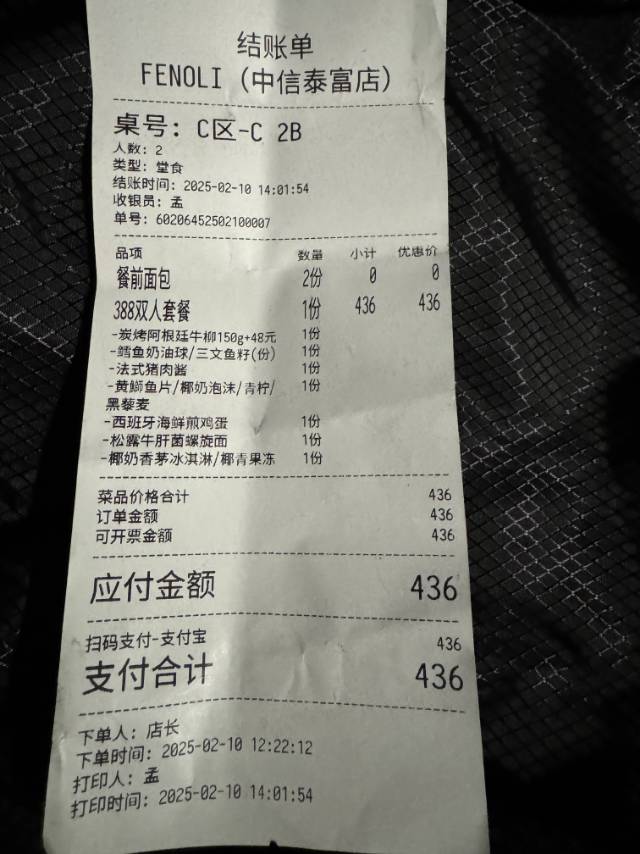 结账单
FENOLI（中信泰富店）
桌号：C区-C 2B
人数：2
类型：堂食
结账时间：2025-02-10 14:01:54
收银员：孟
单号：60206452502100007
品项 数量 小计 优惠价
餐前面包 2份 0 0
388双人套餐 1份 436 436
-炭烤阿根廷牛柳150g+48元 1份
-鳕鱼奶油球/三文鱼籽(份) 1份
-法式猪肉酱 1份
-黄鰤鱼片/椰奶泡沫/青柠/ 1份
黑藜麦
-西班牙海鲜煎鸡蛋 1份
-松露牛肝菌螺旋面 1份
-椰奶香茅冰淇淋/椰青果冻 1份
菜品价格合计 436
订单金额 436
可开票金额 436
应付金额 436
扫码支付-支付宝 436
支付合计 436
下单人：店长
下单时间：2025-02-10 12:22:12
打印人：孟
打印时间：2025-02-10 14:01:54